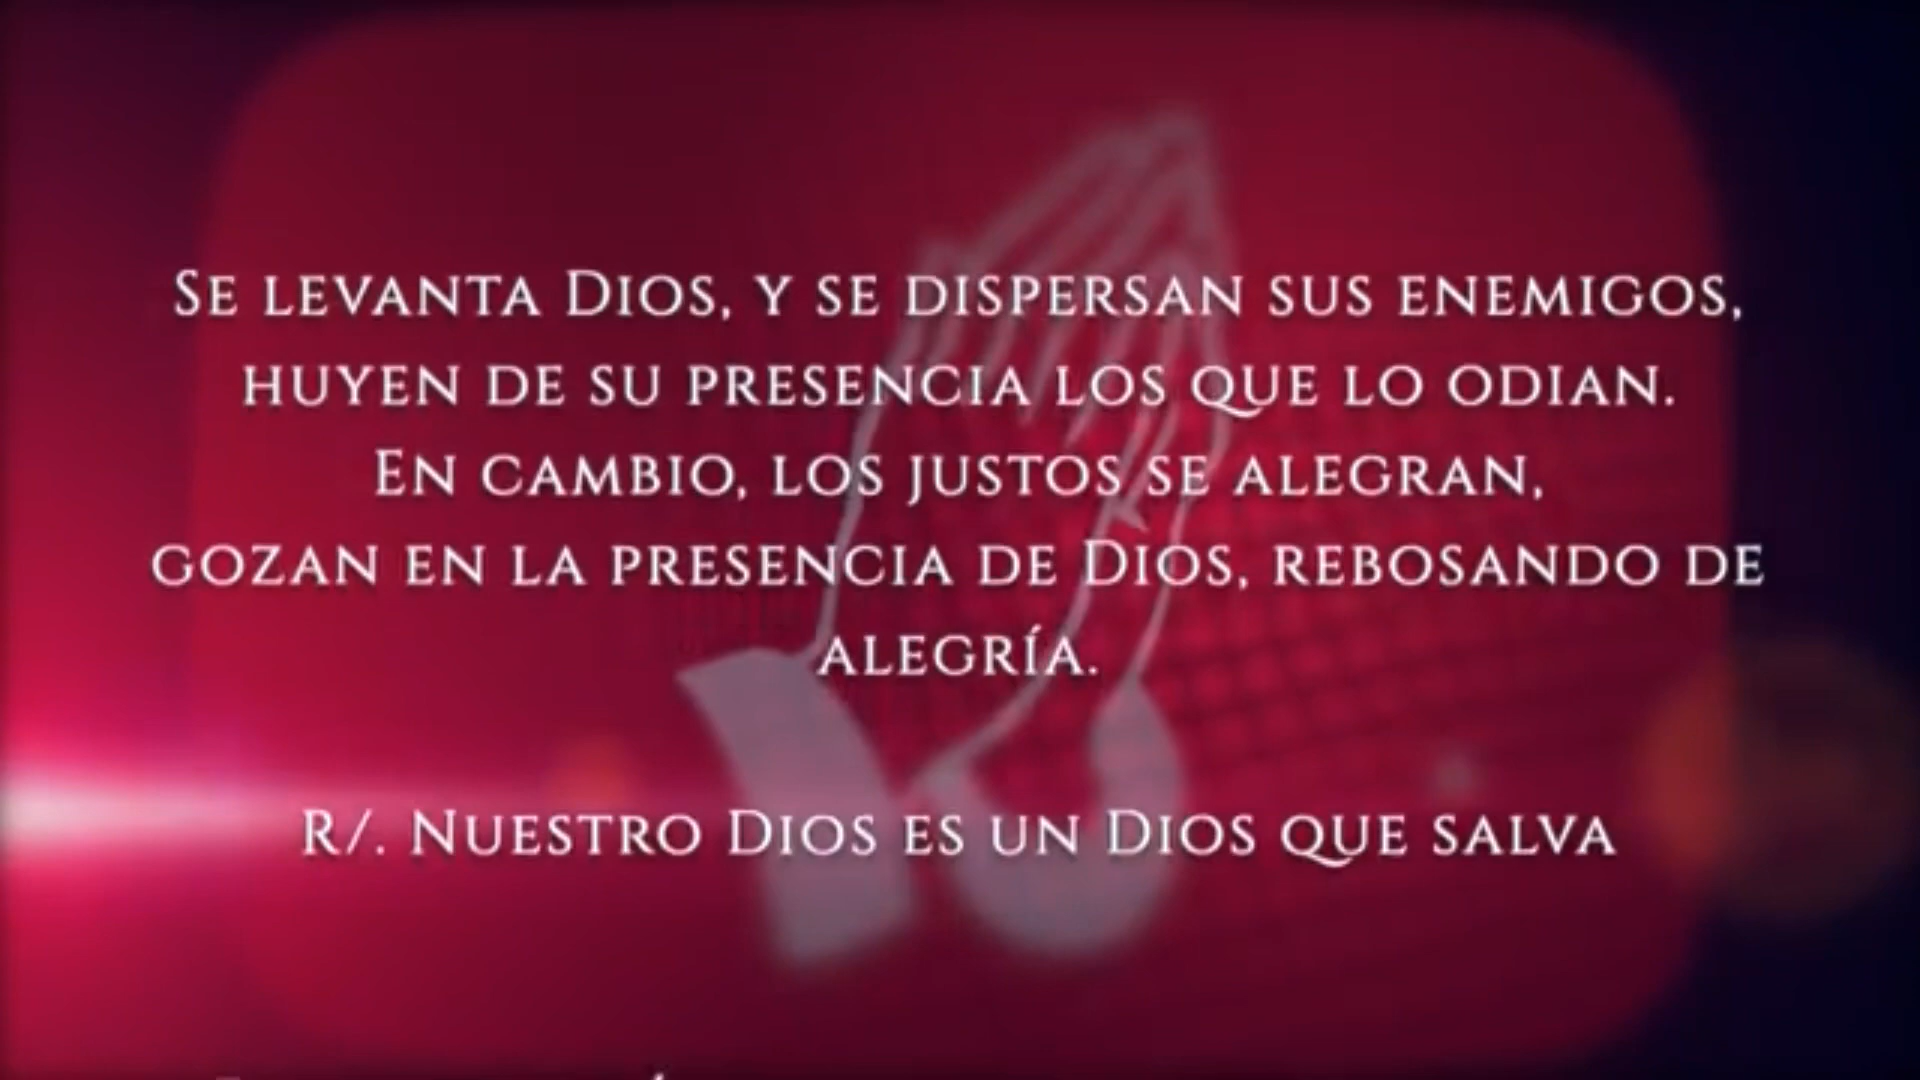 Se levanta Dios, y se dispersan sus enemigos,
huyen de su presencia los que lo odian.
En cambio, los justos se alegran,
gozan en la presencia de Dios, rebosando de
alegría.
R/. Nuestro Dios es un Dios que salva